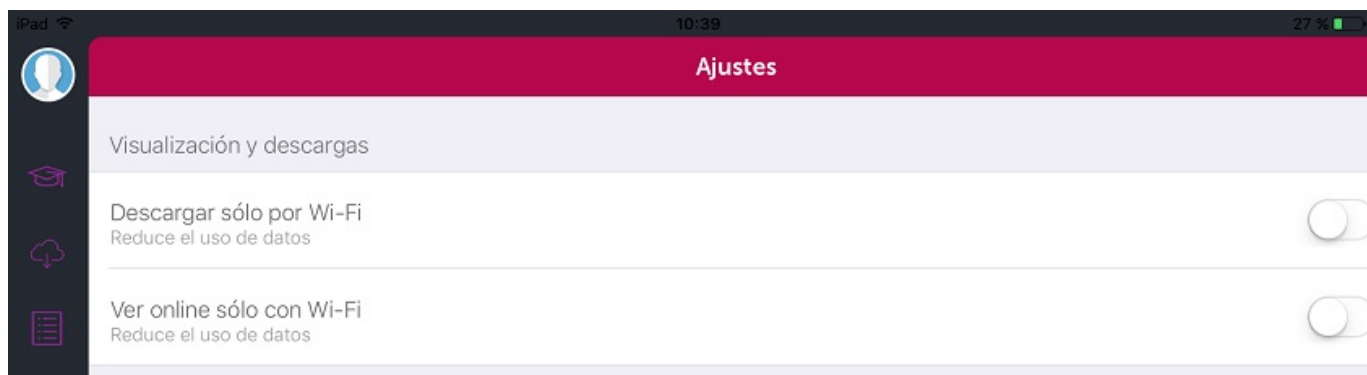 iPad 10:39 27 %
Ajustes
Visualización y descargas
Descargar sólo por Wi-Fi
Reduce el uso de datos
Ver online sólo con Wi-Fi
Reduce el uso de datos